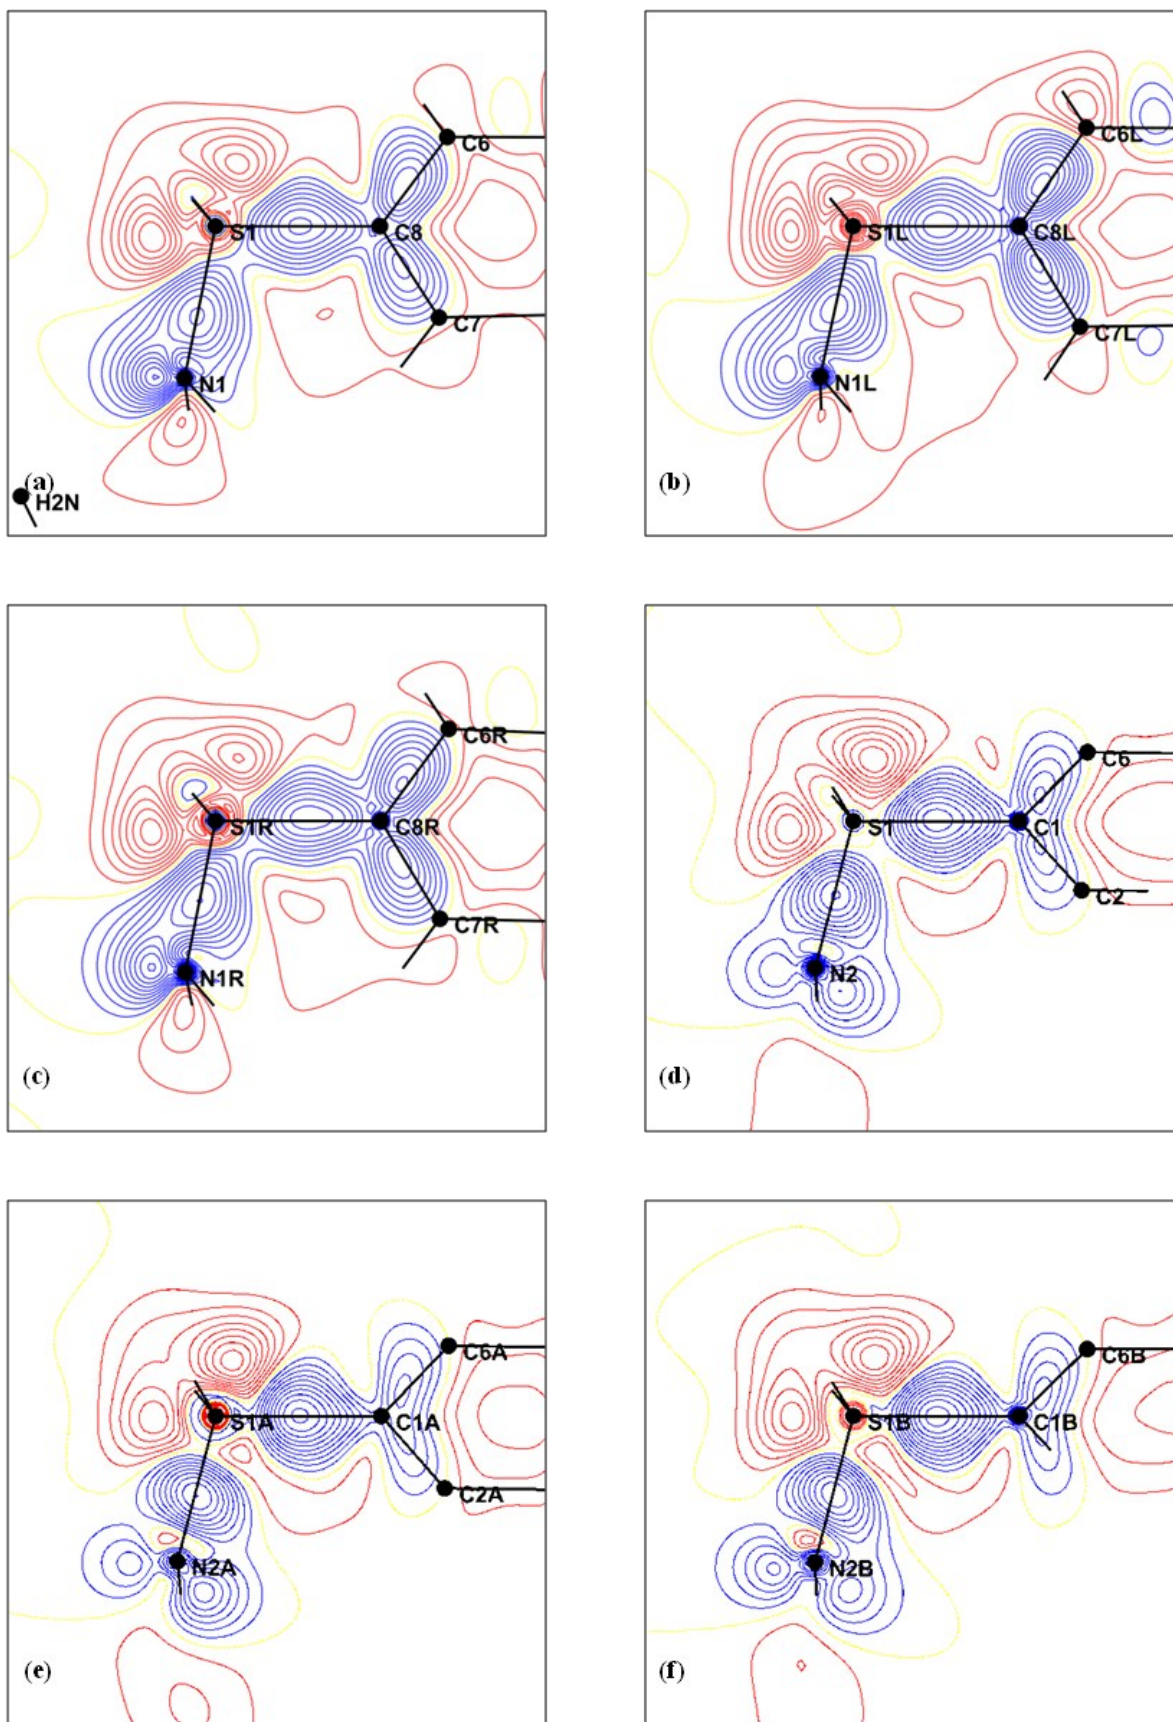 C6
S1
C8
C7
N1
(a)
H2N
C6L
S1L
C8L
C7L
N1L
(b)
C6R
S1R
C8R
C7R
N1R
(c)
C6
S1
C1
C2
N2
(d)
C6A
S1A
C1A
C2A
N2A
(e)
C6B
S1B
C1B
N2B
(f)